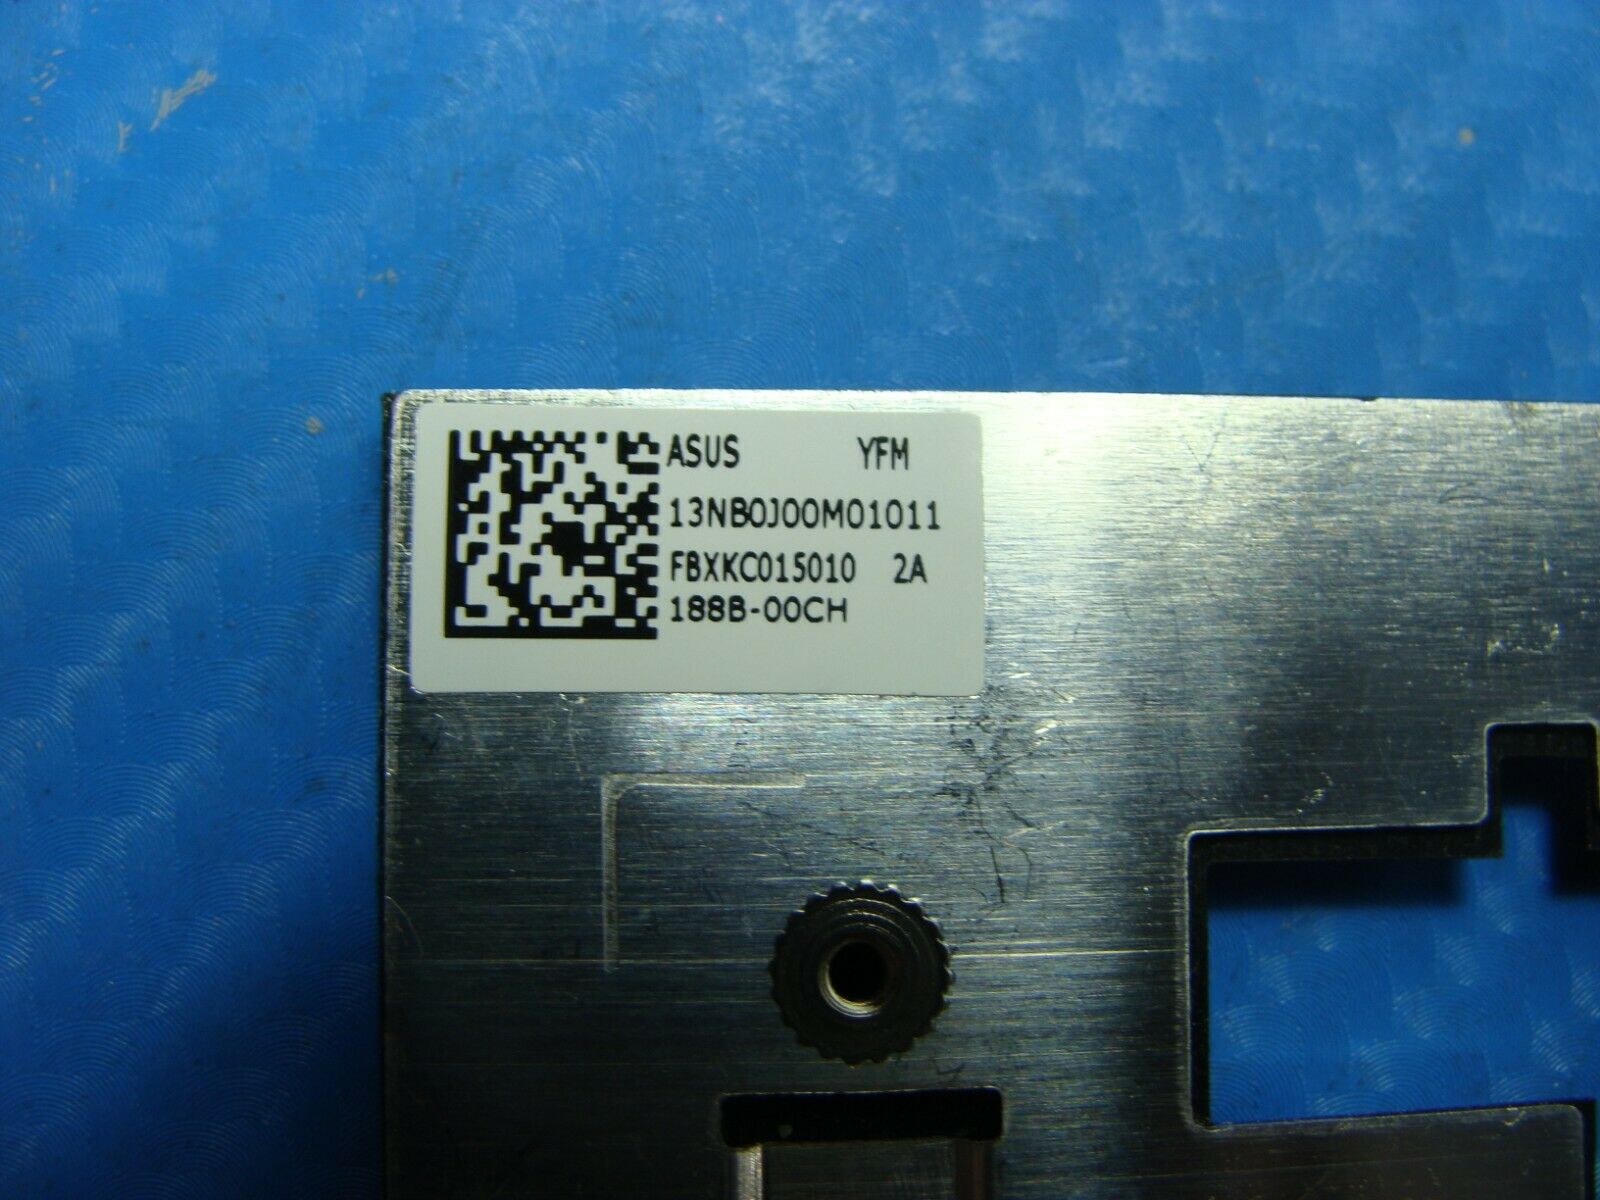 ASUS YFM
13NB0J00M01011
FBXKC015010 2A
188B-00CH